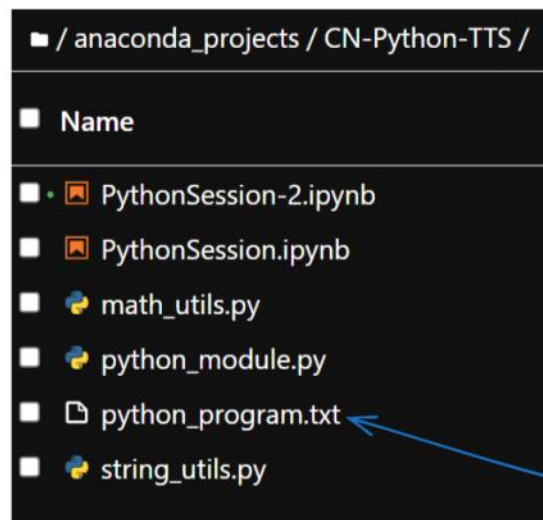 / anaconda_projects / CN-Python-TTS /
Name
PythonSession-2.ipynb
PythonSession.ipynb
math_utils.py
python_module.py
python_program.txt
string_utils.py